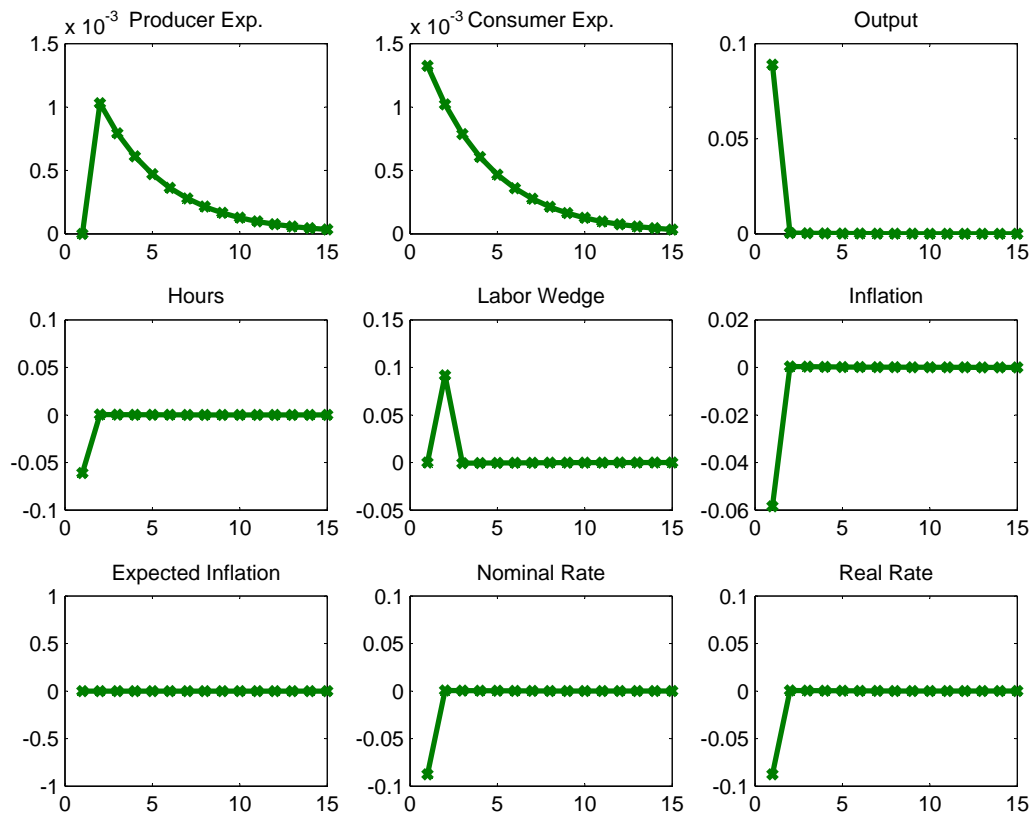 x 10⁻³ Producer Exp.
1.5
1
0.5
0
0 5 10 15
x 10⁻³ Consumer Exp.
1.5
1
0.5
0
0 5 10 15
Output
0.1
0.05
0
0 5 10 15
Hours
0.1
0.05
0
-0.05
-0.1
0 5 10 15
Labor Wedge
0.15
0.1
0.05
0
-0.05
0 5 10 15
Inflation
0.02
0
-0.02
-0.04
-0.06
0 5 10 15
Expected Inflation
1
0.5
0
-0.5
-1
0 5 10 15
Nominal Rate
0.1
0.05
0
-0.05
-0.1
0 5 10 15
Real Rate
0.1
0.05
0
-0.05
-0.1
0 5 10 15